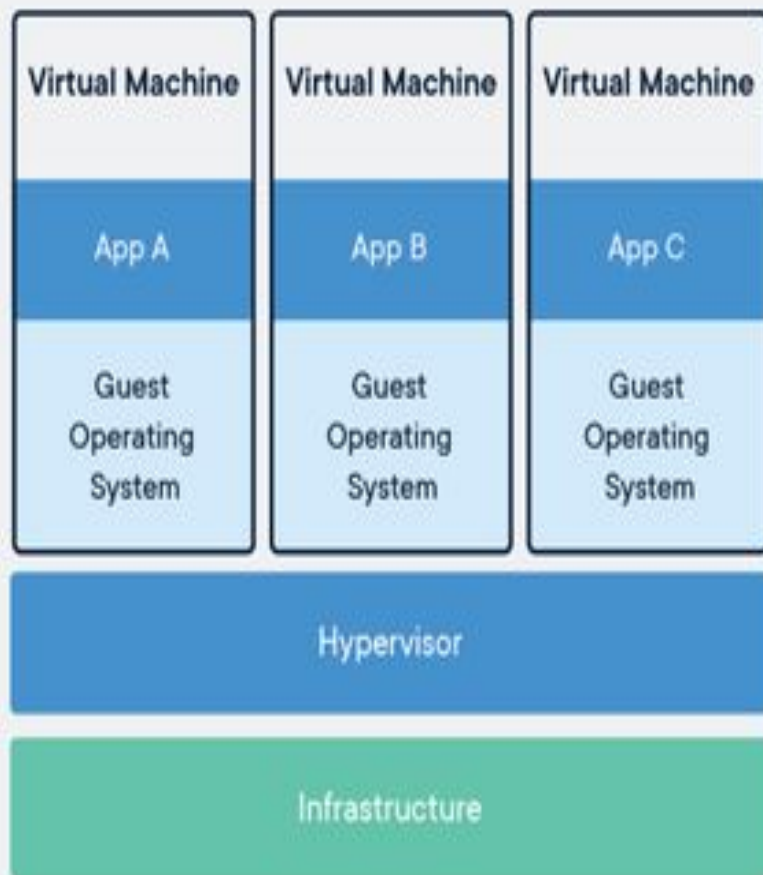 Virtual Machine
App A
Guest
Operating
System
Virtual Machine
App B
Guest
Operating
System
Virtual Machine
App C
Guest
Operating
System
Hypervisor
Infrastructure